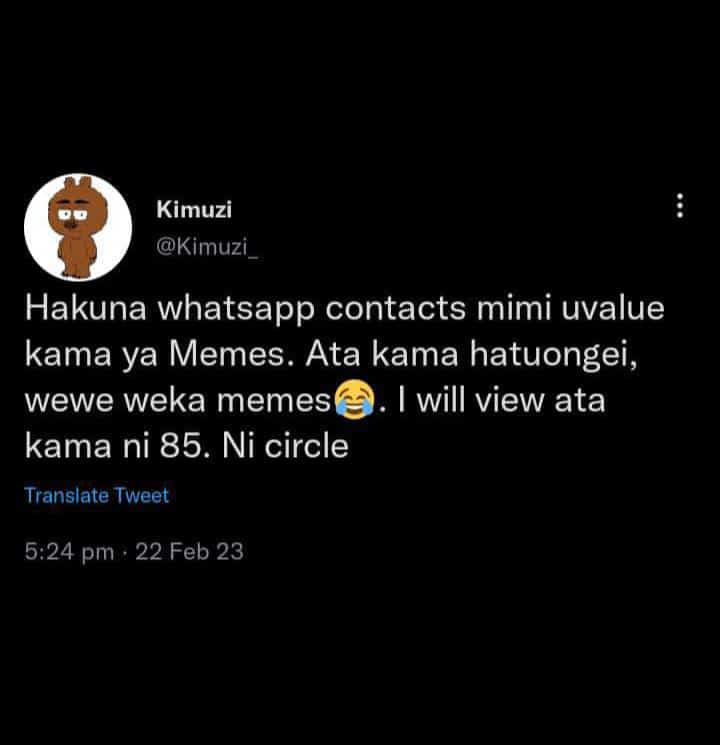 Kimuzi
@Kimuzi_
Hakuna whatsapp contacts mimi uvalue
kama ya Memes. Ata kama hatuongei,
wewe weka memes😂. I will view ata
kama ni 85. Ni circle
Translate Tweet
5:24 pm · 22 Feb 23